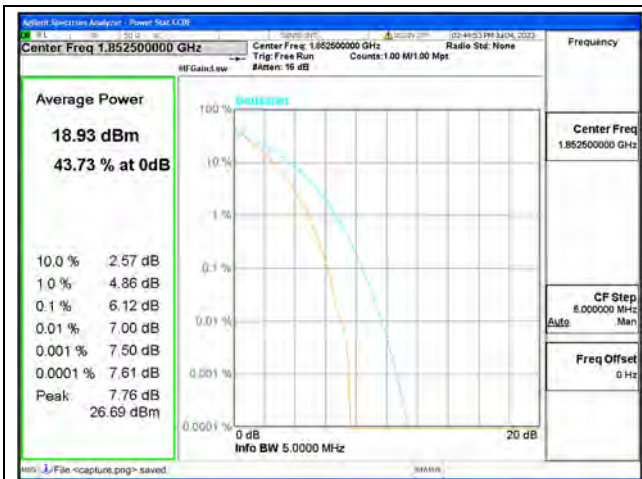 Agilent Spectrum Analyzer - Power Stat CCDF
Center Freq 1.852500000 GHz
Center Freq: 1.852500000 GHz
Radio Std: None
Trig: Free Run
Counts:1.00 M/1.00 Mpt
#IFGain:Low
#Atten: 16 dB
Frequency
Average Power
18.93 dBm
43.73 % at 0dB
10.0 % 2.57 dB
1.0 % 4.86 dB
0.1 % 6.12 dB
0.01 % 7.00 dB
0.001 % 7.50 dB
0.0001 % 7.61 dB
Peak 7.76 dB
26.69 dBm
Gaussian
100 %
10 %
1 %
0.1 %
0.01 %
0.001 %
0.0001 %
0 dB
20 dB
Info BW 5.0000 MHz
Center Freq
1.852500000 GHz
CF Step
5.000000 MHz
Auto Man
Freq Offset
0 Hz
MSG
File <capture.png> saved
STATUS